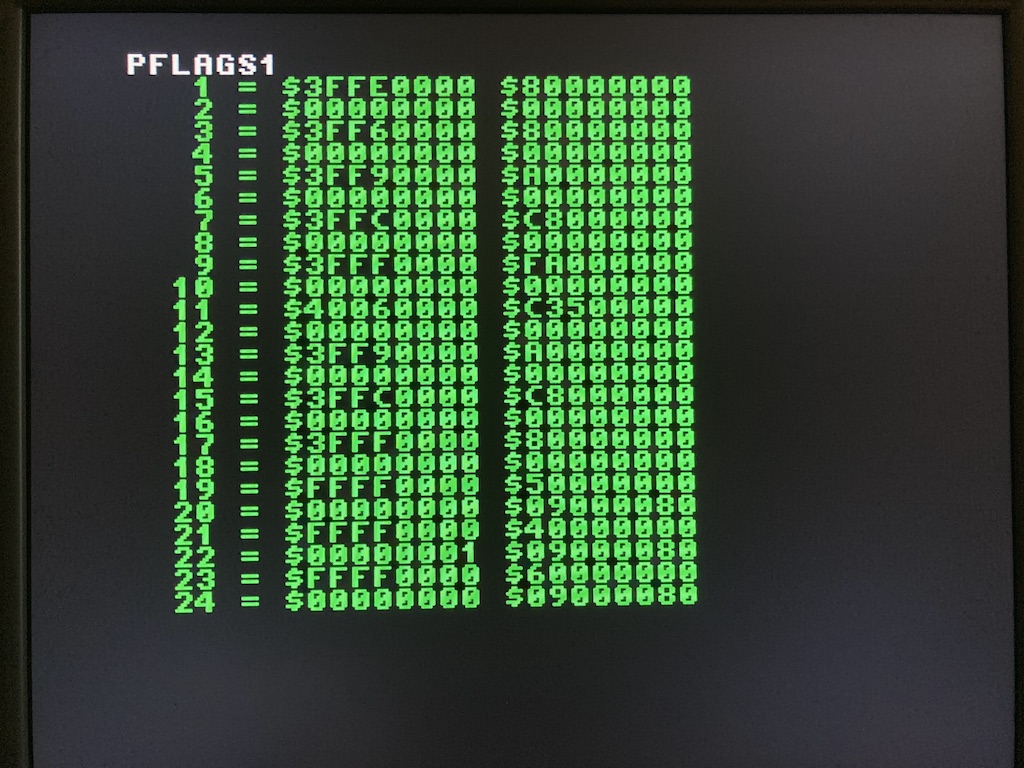 PFLAGS1
1 = $3FFE0000 $80000000
2 = $00000000 $00000000
3 = $3FF60000 $80000000
4 = $00000000 $00000000
5 = $3FF90000 $A0000000
6 = $00000000 $00000000
7 = $3FFC0000 $C8000000
8 = $00000000 $00000000
9 = $3FFF0000 $FA000000
10 = $00000000 $00000000
11 = $40060000 $C3500000
12 = $00000000 $00000000
13 = $3FF90000 $A0000000
14 = $00000000 $00000000
15 = $3FFC0000 $C8000000
16 = $00000000 $00000000
17 = $3FFF0000 $80000000
18 = $00000000 $00000000
19 = $FFFF0000 $50000000
20 = $00000000 $09000080
21 = $FFFF0000 $40000000
22 = $00000001 $09000080
23 = $FFFF0000 $60000000
24 = $00000000 $09000080